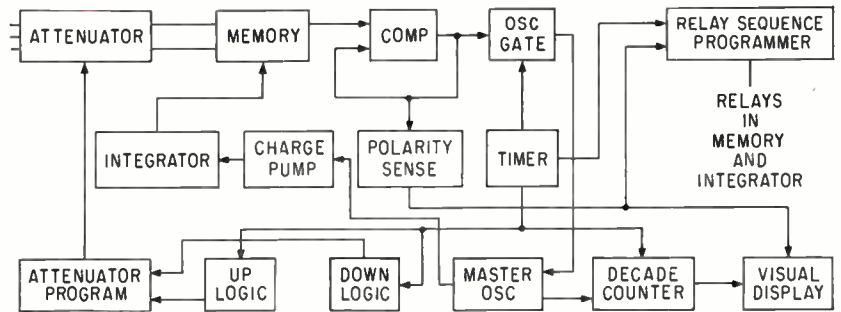 ATTENUATOR
MEMORY
COMP
OSC
GATE
RELAY SEQUENCE
PROGRAMMER
RELAYS
IN
MEMORY
AND
INTEGRATOR
INTEGRATOR
CHARGE
PUMP
POLARITY
SENSE
TIMER
ATTENUATOR
PROGRAM
UP
LOGIC
DOWN
LOGIC
MASTER
OSC
DECADE
COUNTER
VISUAL
DISPLAY